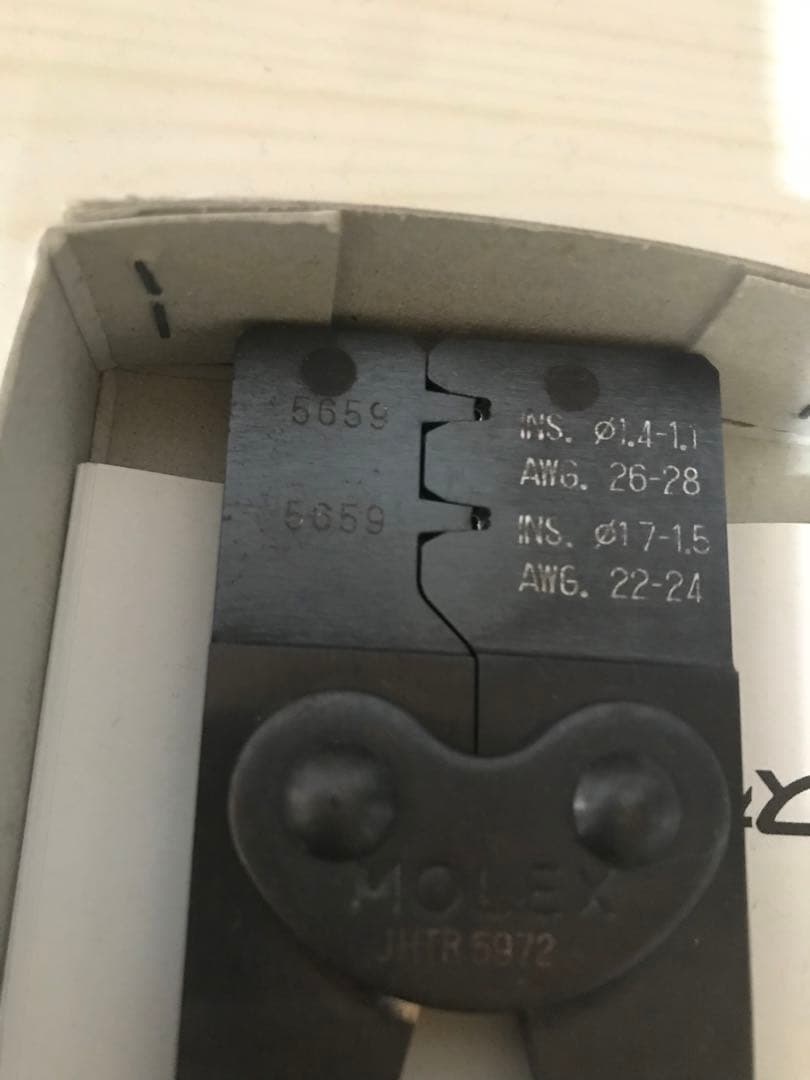 5659
INS. Ø1.4-1.1
AWG. 26-28
5659
INS. Ø1.7-1.5
AWG. 22-24
MOLEX
JHTR 5972